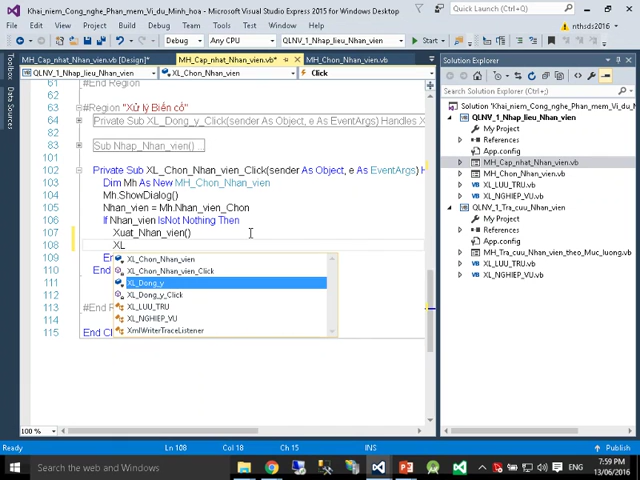 Khai_niem_Cong_nghe_Phan_mem_Vi_du_Minh_hoa - Microsoft Visual Studio Express 2015 for Windows Desktop
Quick Launch (Ctrl+Q)
File Edit View Project Build Debug Team Tools Test Window Help
nthsds2016
Debug Any CPU QLNV_1_Nhap_lieu_Nhan_vien Start
Toolbox
Data Sources
MH_Cap_nhat_Nhan_vien.vb [Design]*
MH_Cap_nhat_Nhan_vien.vb*
MH_Chon_Nhan_vien.vb
QLNV_1_Nhap_lieu_Nhan_vien
XL_Chon_Nhan_vien
Click
61 #End Region
62
63 #Region "Xử lý Biến cố"
64 Private Sub XL_Dong_y_Click(sender As Object, e As EventArgs) Handles X
82
83 Sub Nhap_Nhan_vien() ...
101
102 Private Sub XL_Chon_Nhan_vien_Click(sender As Object, e As EventArgs) H
103 Dim Mh As New MH_Chon_Nhan_vien
104 Mh.ShowDialog()
105 Nhan_vien = Mh.Nhan_vien_Chon
106 If Nhan_vien IsNot Nothing Then
107 Xuat_Nhan_vien()
108 XL
109 En
110 End
111
112
113 #End R
114
115 End Cl
XL_Chon_Nhan_vien
XL_Chon_Nhan_vien_Click
XL_Dong_y
XL_Dong_y_Click
XL_LUU_TRU
XL_NGHIEP_VU
XmlWriterTraceListener
100 %
Solution Explorer
Search Solution Explorer (Ctrl+;)
Solution 'Khai_niem_Cong_nghe_Phan_mem_Vi_du
QLNV_1_Nhap_lieu_Nhan_vien
My Project
References
App.config
MH_Cap_nhat_Nhan_vien.vb
MH_Chon_Nhan_vien.vb
XL_LUU_TRU.vb
XL_NGHIEP_VU.vb
QLNV_1_Tra_cuu_Nhan_vien
My Project
References
App.config
MH_Tra_cuu_Nhan_vien_theo_Muc_luong.vb
XL_LUU_TRU.vb
XL_NGHIEP_VU.vb
Ready Ln 108 Col 18 Ch 15 INS Publish
Search the web and Windows
ENG
7:59 PM
13/06/2016